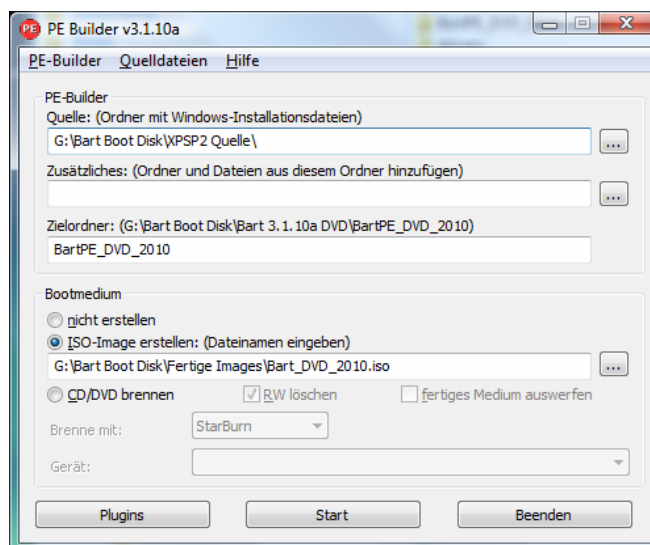 PE PE Builder v3.1.10a
PE-Builder Quelldateien Hilfe
PE-Builder
Quelle: (Ordner mit Windows-Installationsdateien)
G:\Bart Boot Disk\XPSP2 Quelle\
...
Zusätzliches: (Ordner und Dateien aus diesem Ordner hinzufügen)
...
Zielordner: (G:\Bart Boot Disk\Bart 3.1.10a DVD\BartPE_DVD_2010)
BartPE_DVD_2010
Bootmedium
nicht erstellen
ISO-Image erstellen: (Dateinamen eingeben)
G:\Bart Boot Disk\Fertige Images\Bart_DVD_2010.iso
...
CD/DVD brennen RW löschen fertiges Medium auswerfen
Brenne mit: StarBurn
Gerät:
Plugins Start Beenden